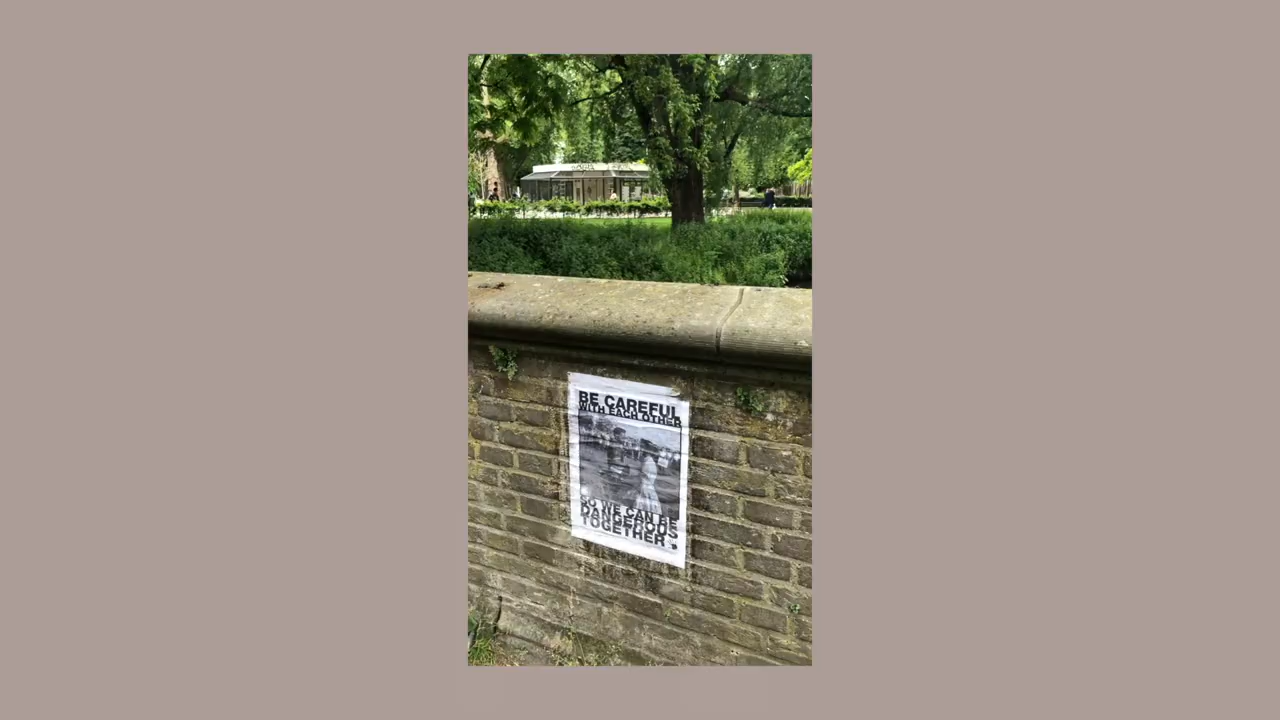 BE CAREFUL
WITH EACH OTHER
SO WE CAN BE
DANGEROUS
TOGETHER